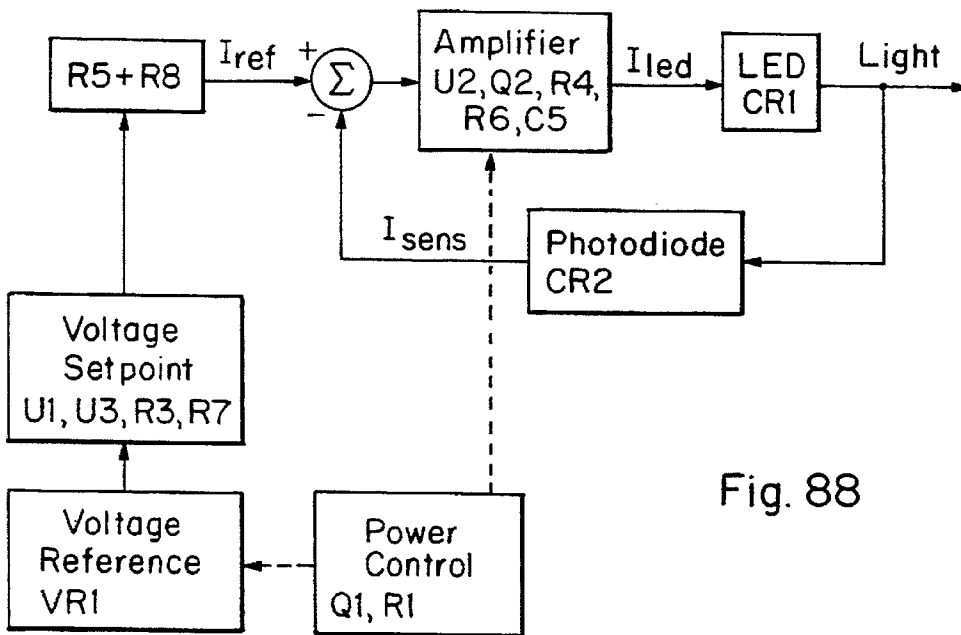 R5+R8
Iref
+
Σ
-
Amplifier
U2,Q2,R4,
R6,C5
Iled
LED
CR1
Light
Isens
Photodiode
CR2
Voltage
Setpoint
U1, U3, R3, R7
Voltage
Reference
VR1
Power
Control
Q1, R1
Fig. 88